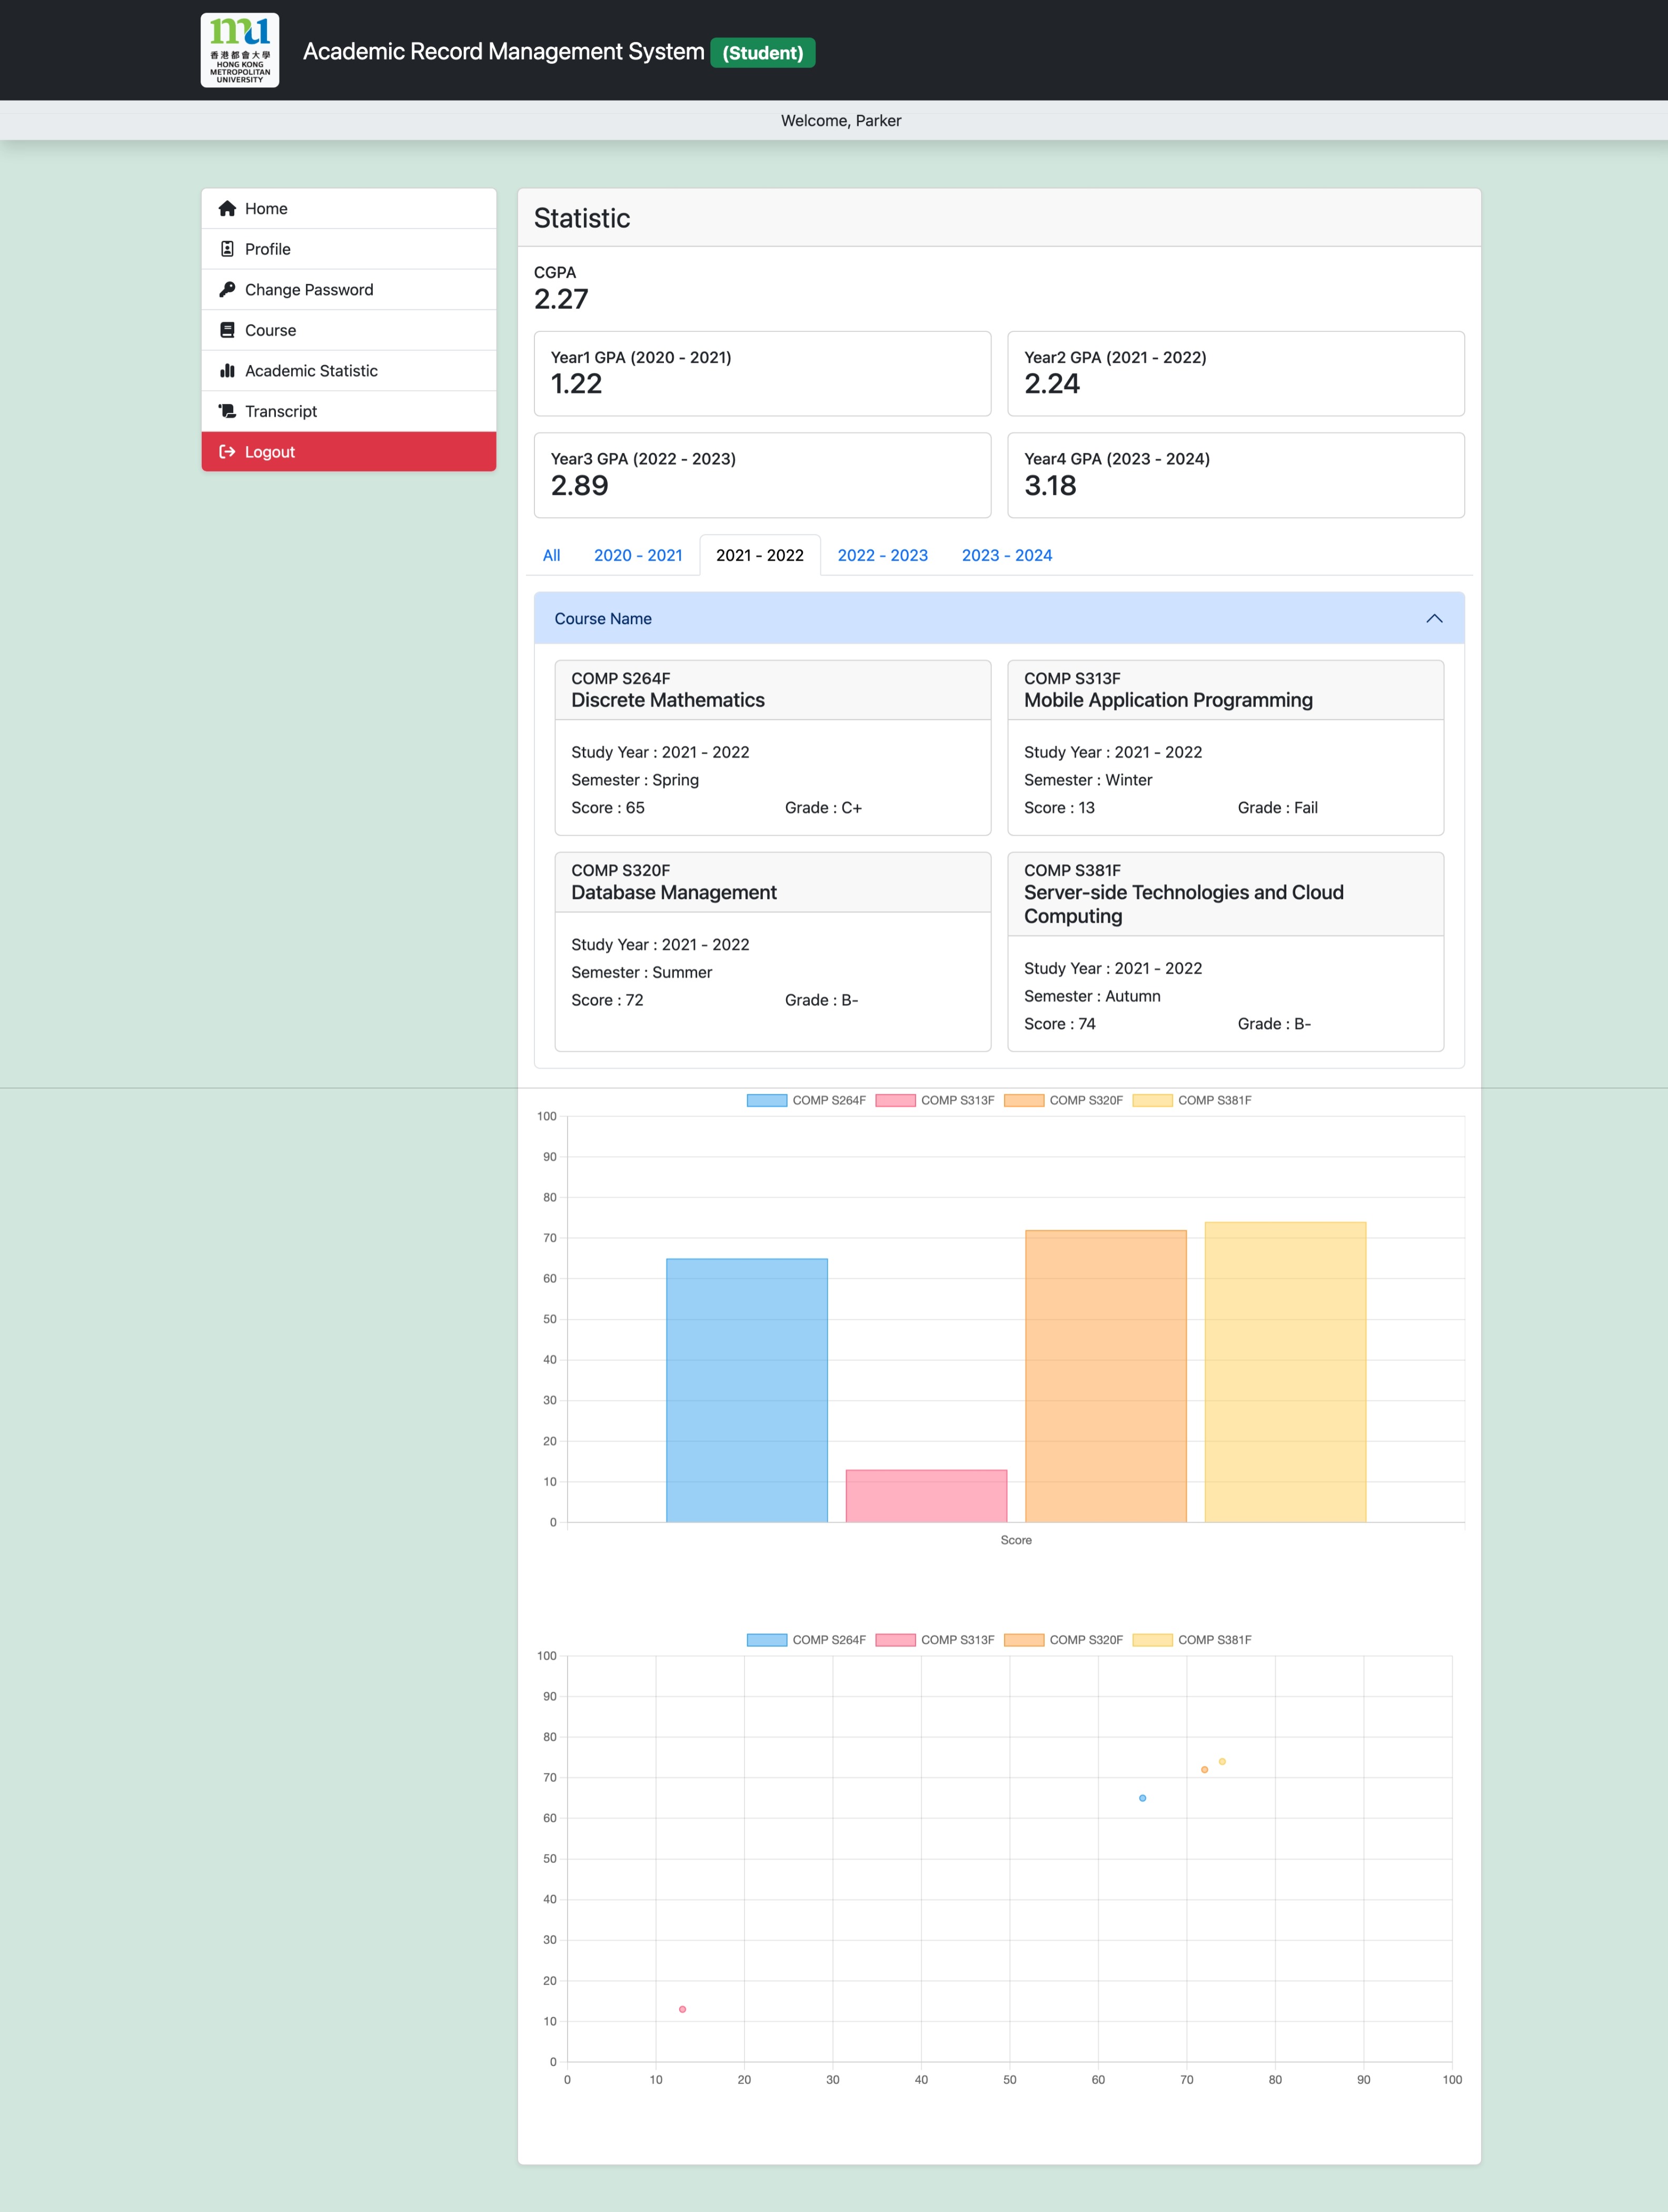 mu
香港都會大學
HONG KONG
METROPOLITAN
UNIVERSITY
Academic Record Management System (Student)
Welcome, Parker
Home
Profile
Change Password
Course
Academic Statistic
Transcript
Logout
Statistic
CGPA
2.27
Year1 GPA (2020 - 2021)
1.22
Year2 GPA (2021 - 2022)
2.24
Year3 GPA (2022 - 2023)
2.89
Year4 GPA (2023 - 2024)
3.18
All 2020 - 2021 2021 - 2022 2022 - 2023 2023 - 2024
Course Name
COMP S264F
Discrete Mathematics
Study Year : 2021 - 2022
Semester : Spring
Score : 65 Grade : C+
COMP S313F
Mobile Application Programming
Study Year : 2021 - 2022
Semester : Winter
Score : 13 Grade : Fail
COMP S320F
Database Management
Study Year : 2021 - 2022
Semester : Summer
Score : 72 Grade : B-
COMP S381F
Server-side Technologies and Cloud
Computing
Study Year : 2021 - 2022
Semester : Autumn
Score : 74 Grade : B-
COMP S264F COMP S313F COMP S320F COMP S381F
100
90
80
70
60
50
40
30
20
10
0
Score
COMP S264F COMP S313F COMP S320F COMP S381F
100
90
80
70
60
50
40
30
20
10
0
0 10 20 30 40 50 60 70 80 90 100